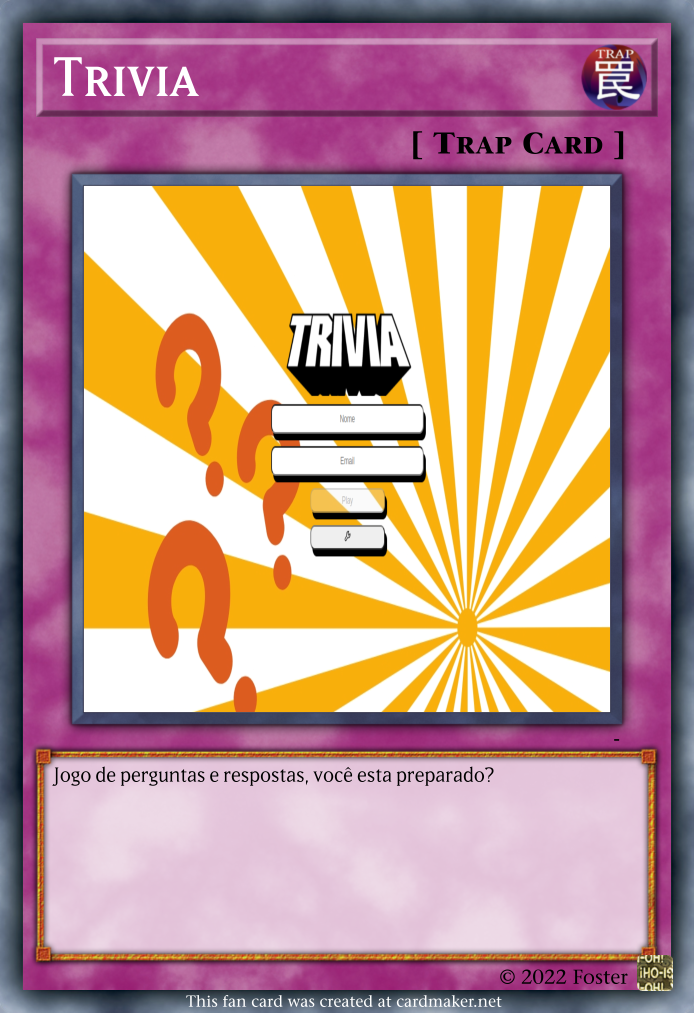 Trivia
TRAP
罠
[ Trap Card ]
TRIVIA
Nome
Email
Play
-
Jogo de perguntas e respostas, você esta preparado?
© 2022 Foster
This fan card was created at cardmaker.net